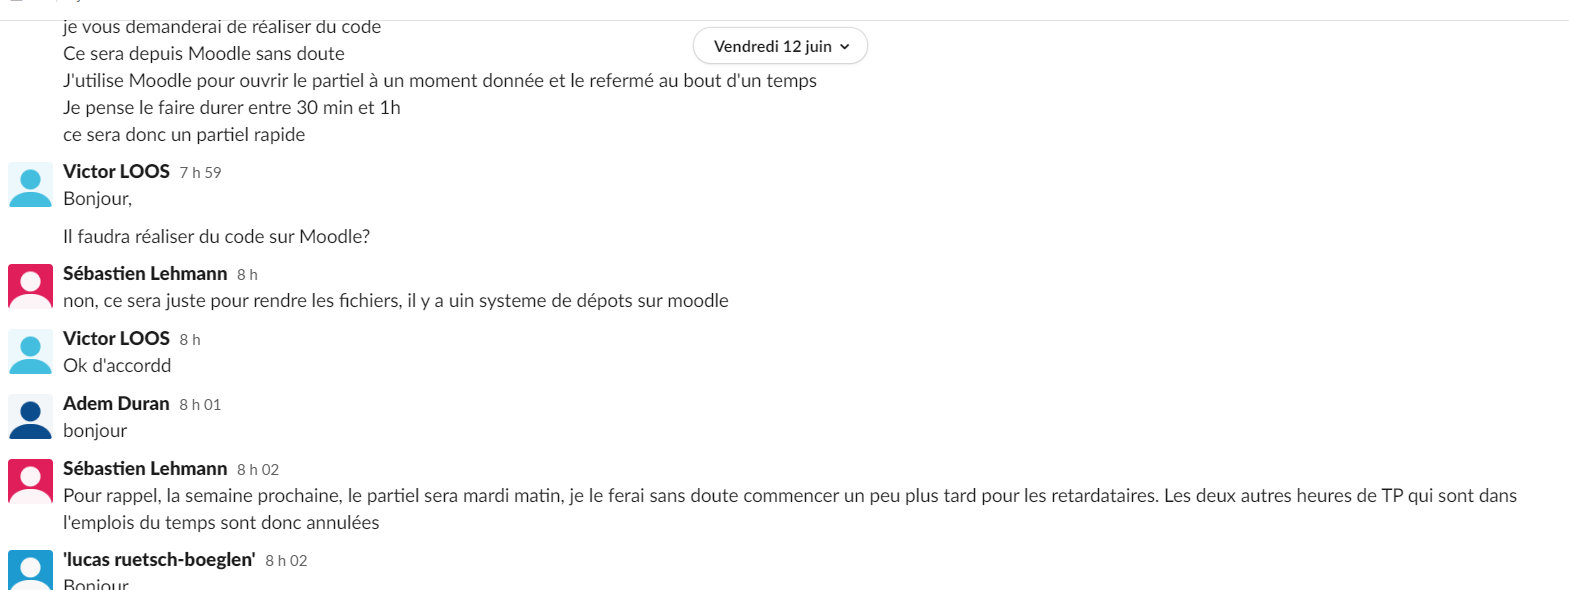 je vous demanderai de réaliser du code
Vendredi 12 juin
Ce sera depuis Moodle sans doute
J'utilise Moodle pour ouvrir le partiel à un moment donnée et le refermé au bout d'un temps
Je pense le faire durer entre 30 min et 1h
ce sera donc un partiel rapide
Victor LOOS 7 h 59
Bonjour,
Il faudra réaliser du code sur Moodle?
Sébastien Lehmann 8 h
non, ce sera juste pour rendre les fichiers, il y a uin systeme de dépots sur moodle
Victor LOOS 8 h
Ok d'accordd
Adem Duran 8 h 01
bonjour
Sébastien Lehmann 8 h 02
Pour rappel, la semaine prochaine, le partiel sera mardi matin, je le ferai sans doute commencer un peu plus tard pour les retardataires. Les deux autres heures de TP qui sont dans
l'emplois du temps sont donc annulées
'lucas ruetsch-boeglen' 8 h 02
Bonjour